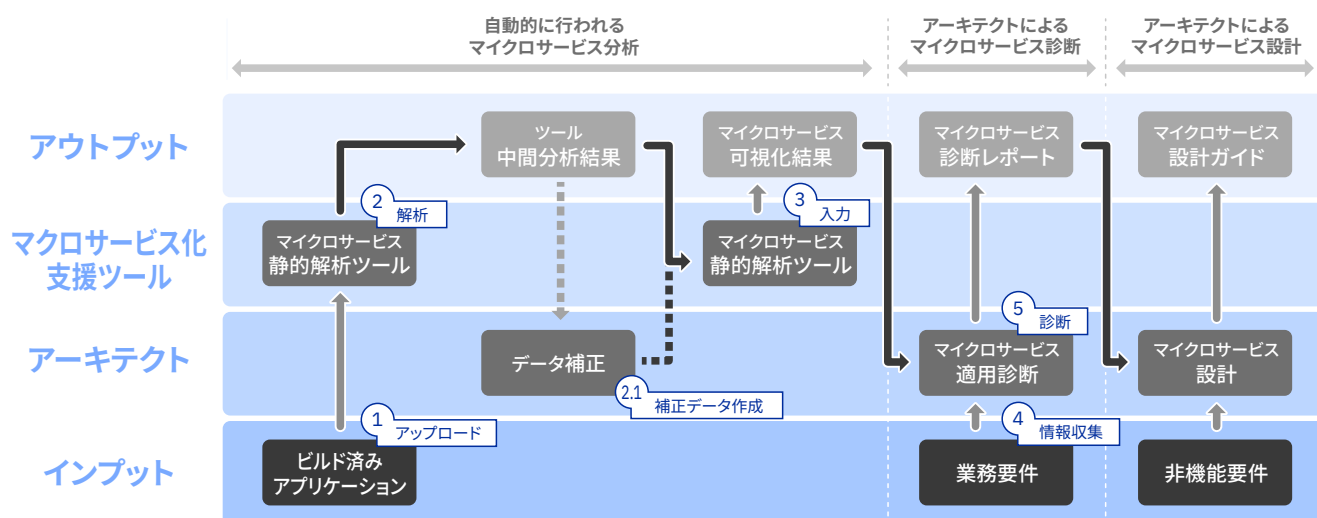 自動的に行われる
マイクロサービス分析
アーキテクトによる
マイクロサービス診断
アーキテクトによる
マイクロサービス設計
アウトプット
ツール
中間分析結果
マイクロサービス
可視化結果
マイクロサービス
診断レポート
マイクロサービス
設計ガイド
マクロサービス化
支援ツール
2
解析
マイクロサービス
静的解析ツール
3
入力
マイクロサービス
静的解析ツール
アーキテクト
データ補正
2.1
補正データ作成
5
診断
マイクロサービス
適用診断
マイクロサービス
設計
インプット
1
アップロード
ビルド済み
アプリケーション
4
情報収集
業務要件
非機能要件